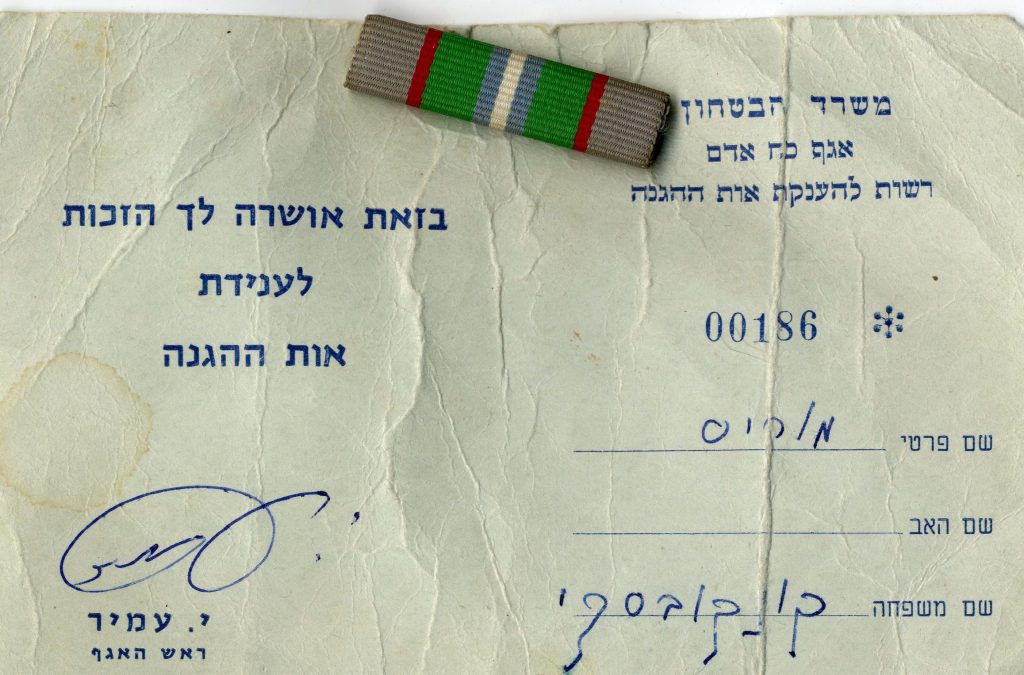 משרד הבטחון
אגף כח אדם
רשות להענקת אות ההגנה
00186 *
שם פרטי מוריס
שם האב
שם משפחה
בזאת אושרה לך הזכות
לענידת
אות ההגנה
י. עמיר
ראש האגף